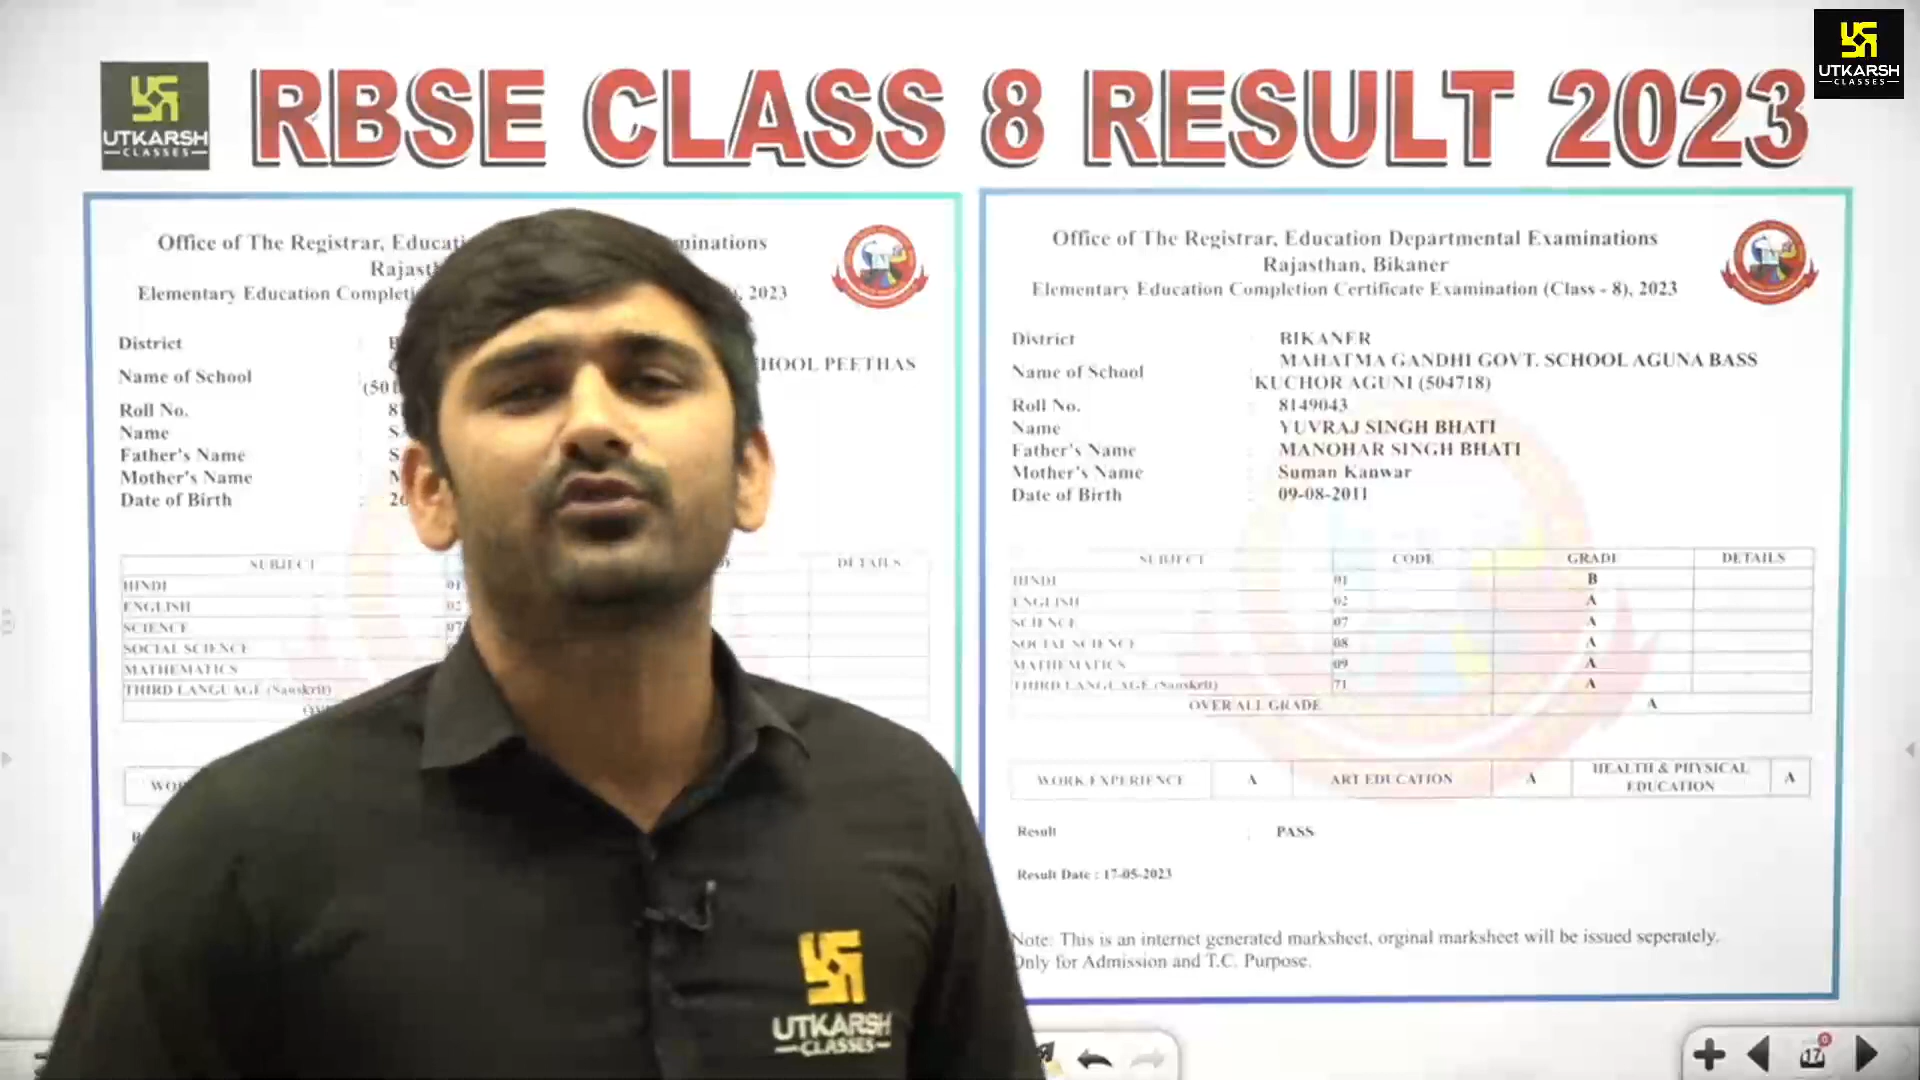 UTKARSH
CLASSES
UTKARSH
CLASSES
RBSE CLASS 8 RESULT 2023
Office of The Registrar,
Elementary Education
2023
District
Name of School
PEETHAS
Roll No.
Name
Father's Name
Mother's Name
Date of Birth
SUBJECT DETAILS
HINDI 01
ENGLISH 02
SCIENCE 07
SOCIAL SCIENCE
MATHEMATICS
THIRD LANGUAGE (Sanskrit)
Office of The Registrar, Education Departmental Examinations
Rajasthan, Bikaner
Elementary Education Completion Certificate Examination (Class - 8), 2023
District : BIKANER
Name of School : MAHATMA GANDHI GOVT. SCHOOL AGUNA BASS
KUCHOR AGUNI (504718)
Roll No. : 8149043
Name : YUVRAJ SINGH BHATI
Father's Name : MANOHAR SINGH BHATI
Mother's Name : Suman Kanwar
Date of Birth : 09-08-2011
SUBJECT CODE GRADE DETAILS
HINDI 01 B
ENGLISH 02 A
SCIENCE 07 A
SOCIAL SCIENCE 08 A
MATHEMATICS 09 A
THIRD LANGUAGE (Sanskrit) 71 A
OVER ALL GRADE A
WORK EXPERIENCE A ART EDUCATION A HEALTH & PHYSICAL
EDUCATION A
Result : PASS
Result Date : 17-05-2023
Note: This is an internet generated marksheet, orginal marksheet will be issued seperately.
Only for Admission and T.C. Purpose.
UTKARSH
CLASSES
17
0